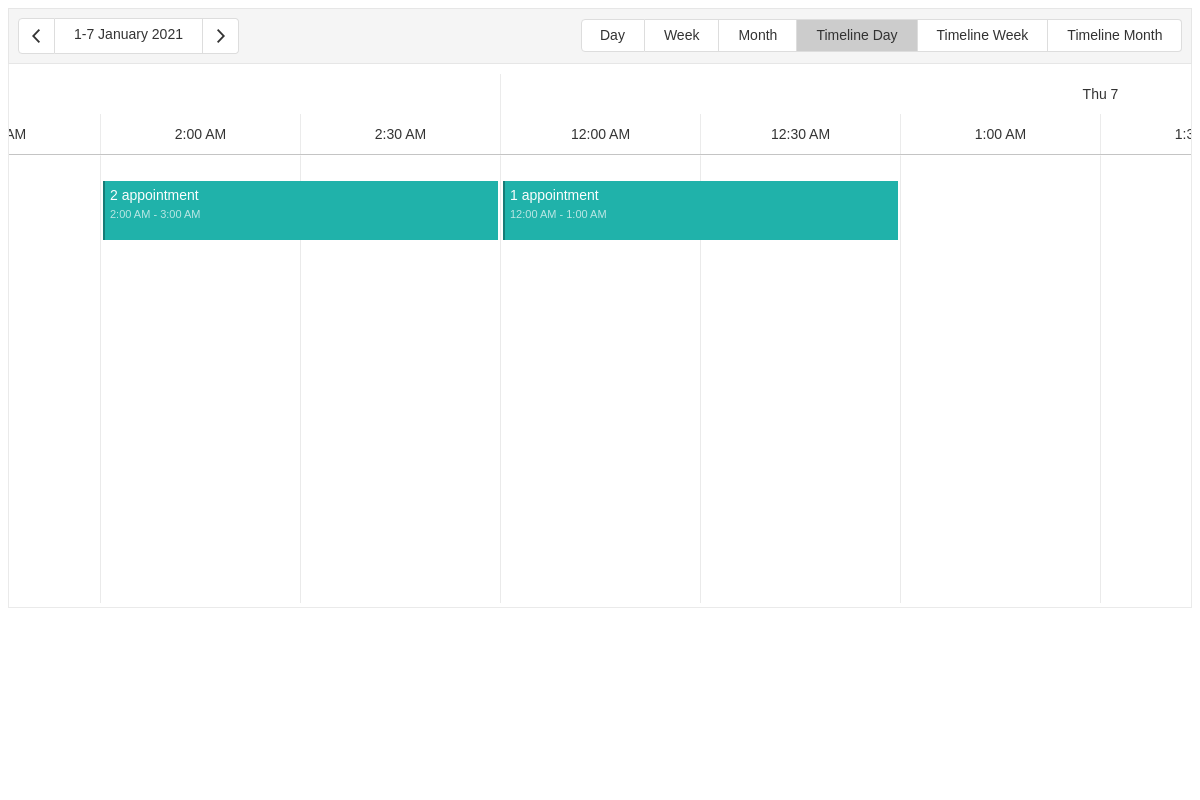 1-7 January 2021
Day Week Month Timeline Day Timeline Week Timeline Month
Thu 7
AM 2:00 AM 2:30 AM 12:00 AM 12:30 AM 1:00 AM 1:3
2 appointment 1 appointment
2:00 AM - 3:00 AM 12:00 AM - 1:00 AM